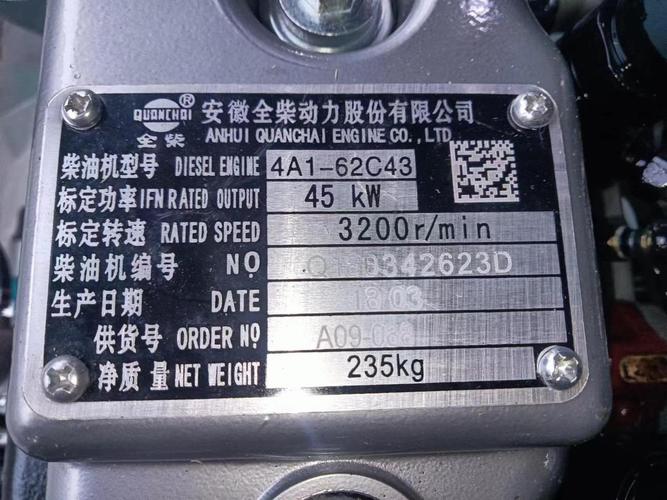 QUANCHAI ® 安徽全柴动力股份有限公司
全柴 ANHUI QUANCHAI ENGINE CO., LTD
柴油机型号 DIESEL ENGINE 4A1-62C43
标定功率 IFN RATED OUTPUT 45 kW
标定转速 RATED SPEED 3200r/min
柴油机编号 NO
生产日期 DATE 18 03
供货号 ORDER NO
净质量 NET WEIGHT 235kg